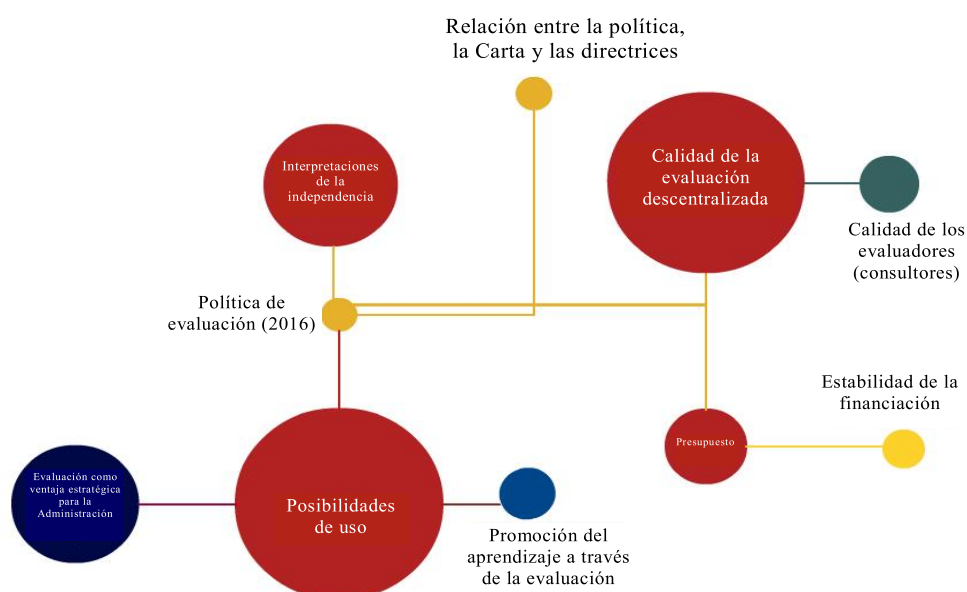 Relación entre la política,
la Carta y las directrices
Interpretaciones
de la
independencia
Calidad de la
evaluación
descentralizada
Calidad de los
evaluadores
(consultores)
Política de
evaluación (2016)
Estabilidad de la
financiación
Presupuesto
Evaluación como
ventaja estratégica
para la
Administración
Posibilidades
de uso
Promoción del
aprendizaje a través
de la evaluación